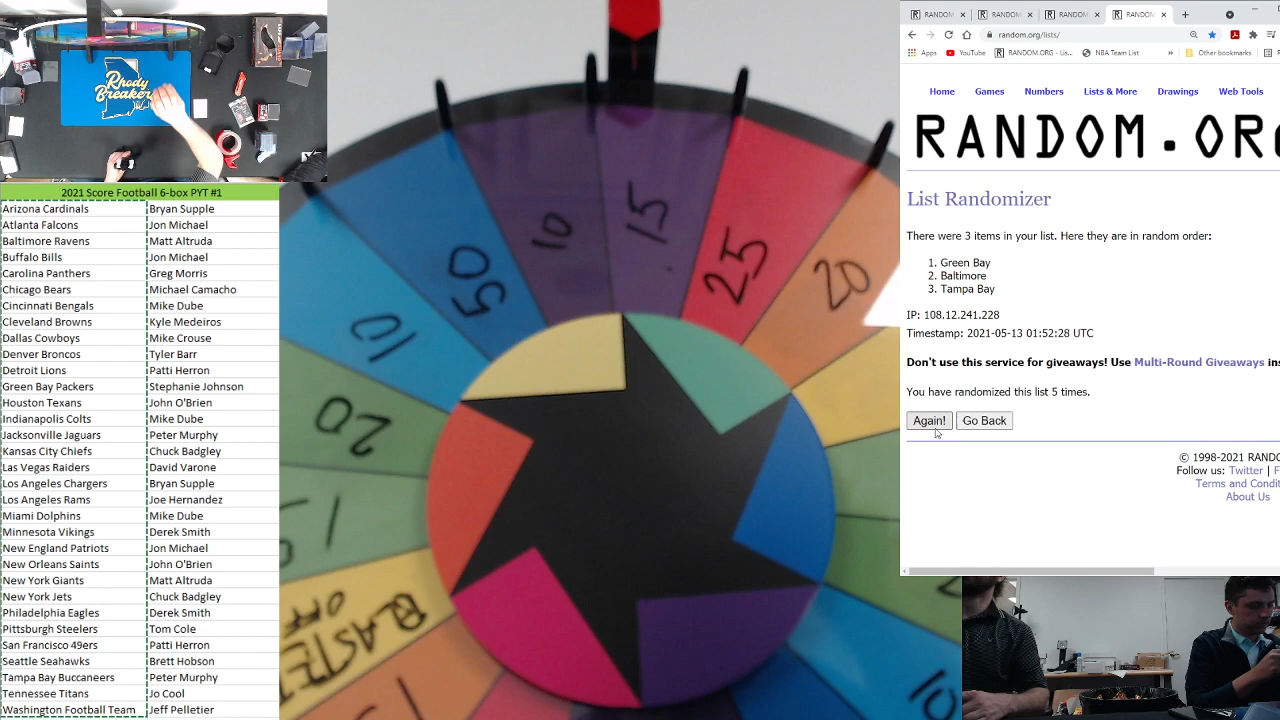 Rhody
Breakers
2021 Score Football 6-box PYT #1
Arizona Cardinals Bryan Supple
Atlanta Falcons Jon Michael
Baltimore Ravens Matt Altruda
Buffalo Bills Jon Michael
Carolina Panthers Greg Morris
Chicago Bears Michael Camacho
Cincinnati Bengals Mike Dube
Cleveland Browns Kyle Medeiros
Dallas Cowboys Mike Crouse
Denver Broncos Tyler Barr
Detroit Lions Patti Herron
Green Bay Packers Stephanie Johnson
Houston Texans John O'Brien
Indianapolis Colts Mike Dube
Jacksonville Jaguars Peter Murphy
Kansas City Chiefs Chuck Badgley
Las Vegas Raiders David Varone
Los Angeles Chargers Bryan Supple
Los Angeles Rams Joe Hernandez
Miami Dolphins Mike Dube
Minnesota Vikings Derek Smith
New England Patriots Jon Michael
New Orleans Saints John O'Brien
New York Giants Matt Altruda
New York Jets Chuck Badgley
Philadelphia Eagles Derek Smith
Pittsburgh Steelers Tom Cole
San Francisco 49ers Patti Herron
Seattle Seahawks Brett Hobson
Tampa Bay Buccaneers Peter Murphy
Tennessee Titans Jo Cool
Washington Football Team Jeff Pelletier
BLASTER
OFF
15
20
10
50
10
15
25
20
10
RANDOM RANDOM RANDOM RANDOM
random.org/lists/
Apps YouTube RANDOM.ORG - Lis... NBA Team List » Other bookmarks
Home Games Numbers Lists & More Drawings Web Tools
RANDOM.OR
List Randomizer
There were 3 items in your list. Here they are in random order:
1. Green Bay
2. Baltimore
3. Tampa Bay
IP: 108.12.241.228
Timestamp: 2021-05-13 01:52:28 UTC
Don't use this service for giveaways! Use Multi-Round Giveaways ins
You have randomized this list 5 times.
Again! Go Back
© 1998-2021 RANDO
Follow us: Twitter | F
Terms and Condit
About Us